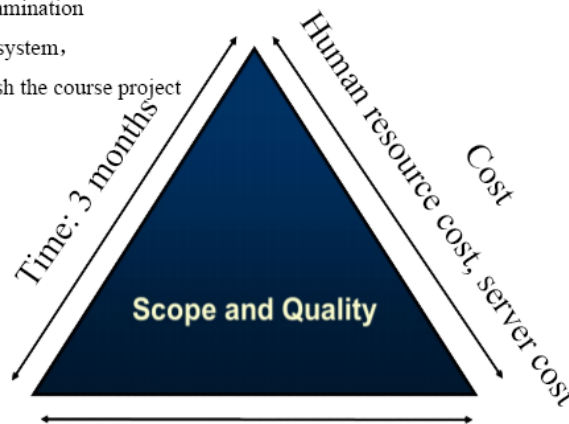 mination
system，
sh the course project
Time: 3 months
Cost
Human resource cost, server cost
Scope and Quality